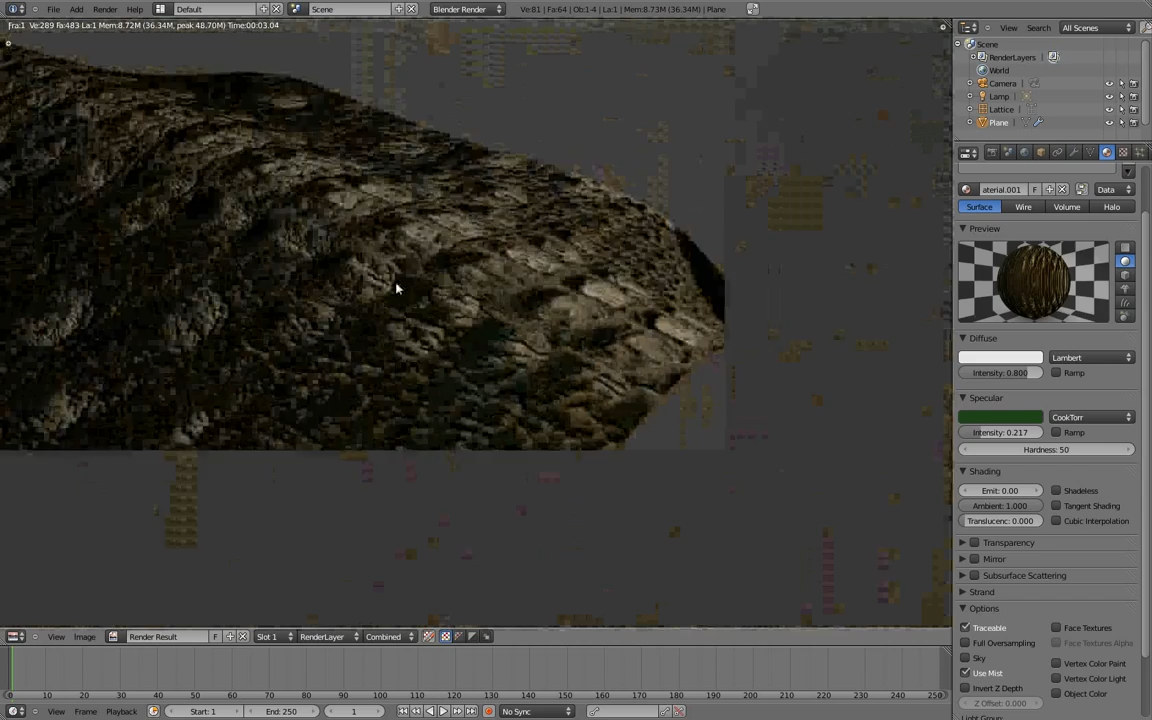 File Add Render Help Default Scene Blender Render Ve:81 | Fa:64 | Ob:1-4 | La:1 | Mem:8.73M (36.34M) | Plane
Fra:1 Ve:289 Fa:483 La:1 Mem:8.72M (36.34M, peak 48.70M) Time:00:03.04
View Search All Scenes
Scene
RenderLayers |
World
Camera |
Lamp |
Lattice |
Plane |
aterial.001 F Data
Surface Wire Volume Halo
Preview
Diffuse
Lambert
Intensity: 0.800 Ramp
Specular
CookTorr
Intensity: 0.217 Ramp
Hardness: 50
Shading
Emit: 0.00 Shadeless
Ambient: 1.000 Tangent Shading
Translucenc: 0.000 Cubic Interpolation
Transparency
Mirror
Subsurface Scattering
Strand
Options
Traceable Face Textures
Full Oversampling Face Textures Alpha
Sky
Vertex Color Paint
Use Mist
Vertex Color Light
Invert Z Depth
Object Color
Z Offset: 0.000
View Image Render Result F Slot 1 RenderLayer Combined
0 10 20 30 40 50 60 70 80 90 100 110 120 130 140 150 160 170 180 190 200 210 220 230 240 250
View Frame Playback Start: 1 End: 250 1 No Sync